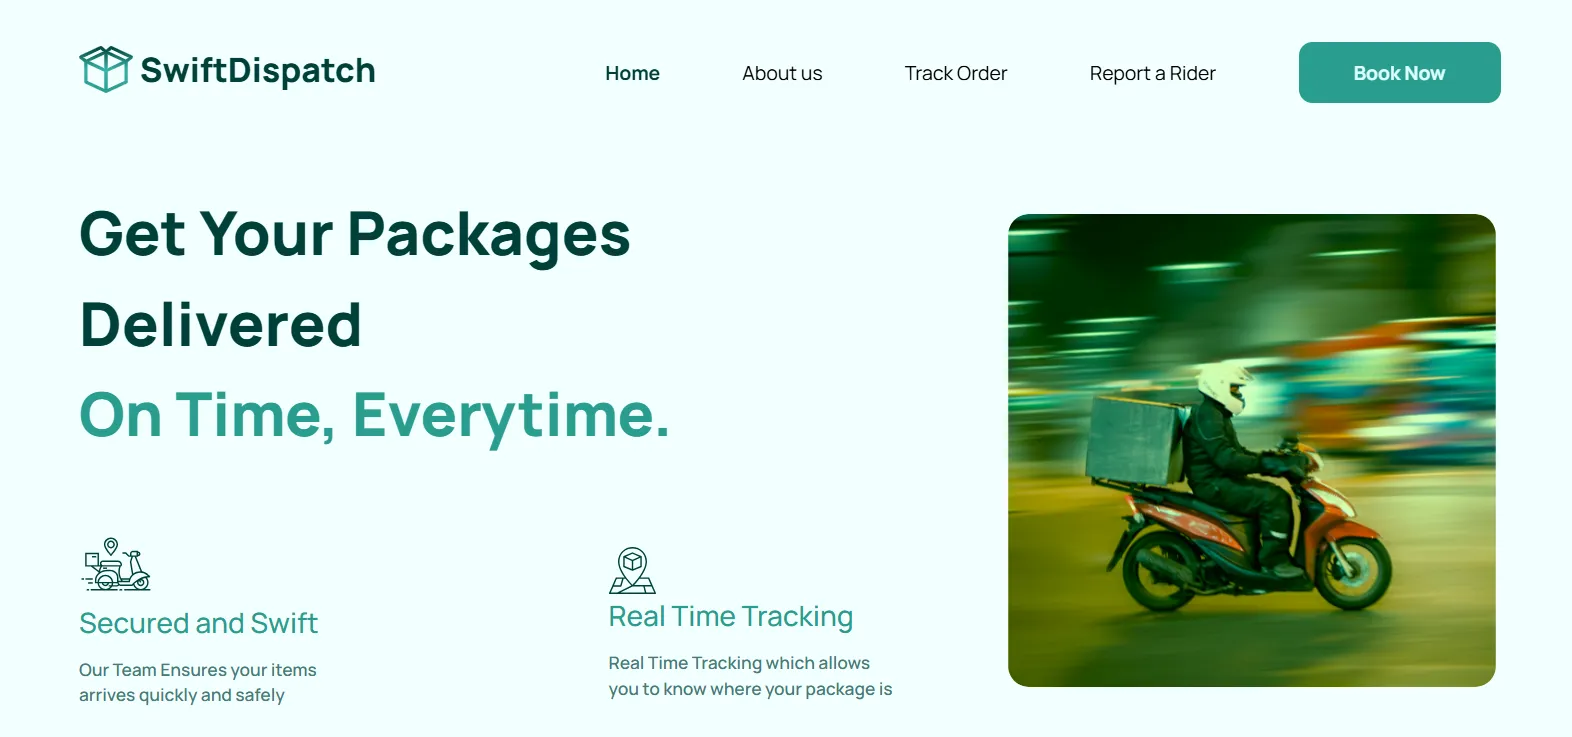 SwiftDispatch
Home
About us
Track Order
Report a Rider
Book Now
Get Your Packages
Delivered
On Time, Everytime.
Secured and Swift
Our Team Ensures your items
arrives quickly and safely
Real Time Tracking
Real Time Tracking which allows
you to know where your package is